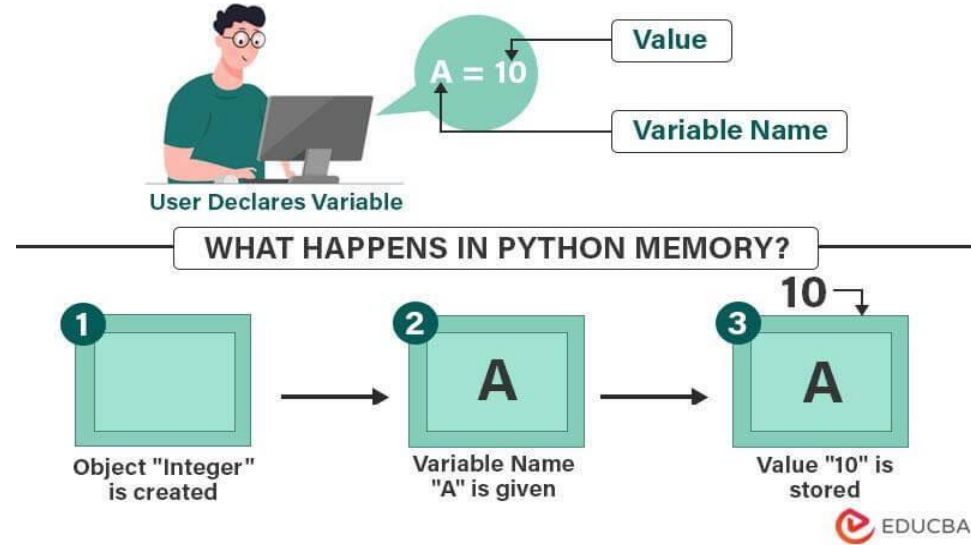 Value
A = 10
Variable Name
User Declares Variable
WHAT HAPPENS IN PYTHON MEMORY?
10
1
2
3
A
A
Object "Integer"
is created
Variable Name
"A" is given
Value "10" is
stored
EDUCBA